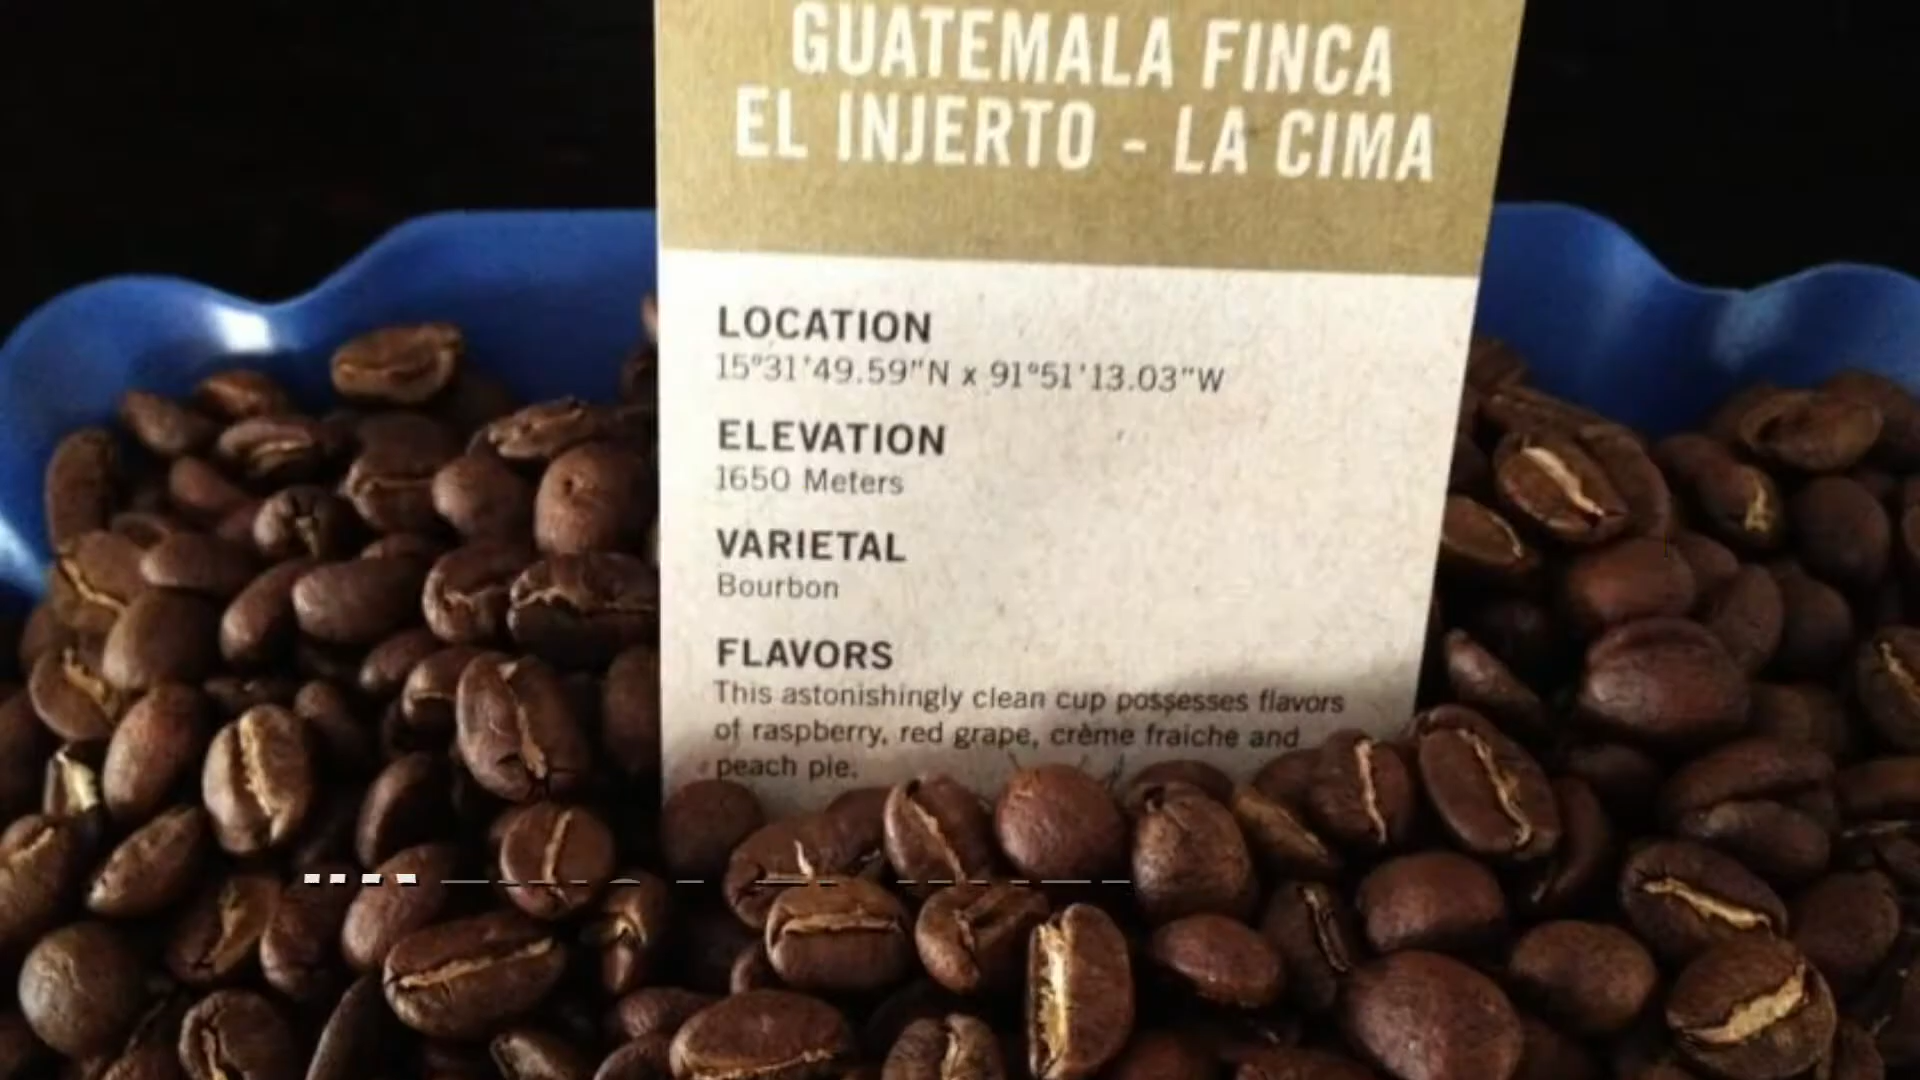 GUATEMALA FINCA
EL INJERTO - LA CIMA
LOCATION
15°31'49.59"N x 91°51'13.03"W
ELEVATION
1650 Meters
VARIETAL
Bourbon
FLAVORS
This astonishingly clean cup possesses flavors
of raspberry, red grape, crème fraiche and
peach pie.